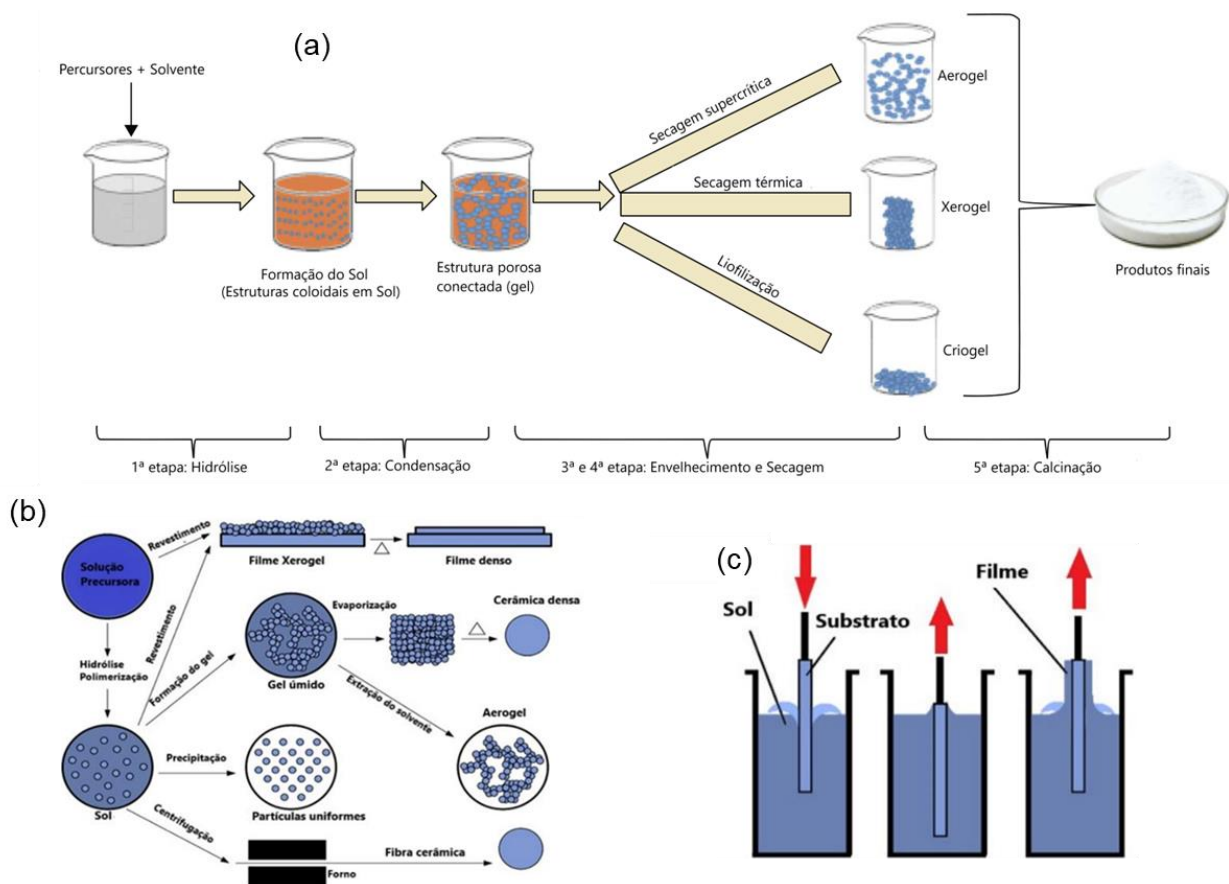 (a)
Percursores + Solvente
Formação do Sol
(Estruturas coloidais em Sol)
Estrutura porosa
conectada (gel)
Secagem supercrítica
Secagem térmica
Liofilização
Aerogel
Xerogel
Criogel
Produtos finais
1ª etapa: Hidrólise
2ª etapa: Condensação
3ª e 4ª etapa: Envelhecimento e Secagem
5ª etapa: Calcinação
(b)
Solução
Precursora
Revestimento
Filme Xerogel
Filme denso
Hidrólise
Polimerização
Revestimento
Formação do gel
Gel úmido
Evaporização
Cerâmica densa
Extração do solvente
Aerogel
Sol
Precipitação
Partículas uniformes
Centrifugação
Forno
Fibra cerâmica
(c)
Sol
Substrato
Filme